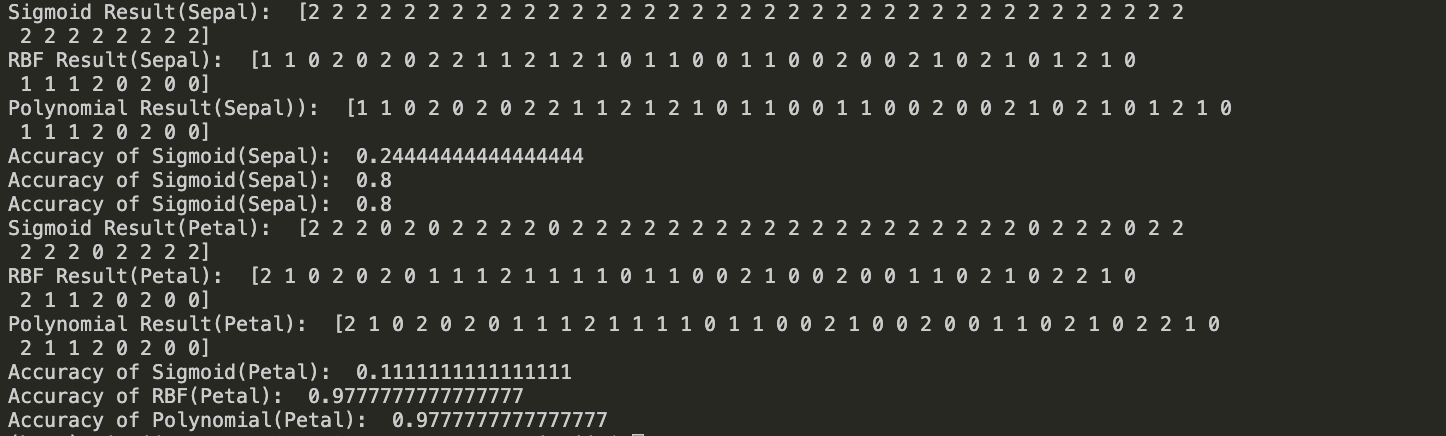 Sigmoid Result(Sepal):  [2 2 2 2 2 2 2 2 2 2 2 2 2 2 2 2 2 2 2 2 2 2 2 2 2 2 2 2 2 2 2 2 2 2 2 2 2
 2 2 2 2 2 2 2 2]
RBF Result(Sepal):  [1 1 0 2 0 2 0 2 2 1 1 2 1 2 1 0 1 1 0 0 1 1 0 0 2 0 0 2 1 0 2 1 0 1 2 1 0
 1 1 1 2 0 2 0 0]
Polynomial Result(Sepal)):  [1 1 0 2 0 2 0 2 2 1 1 2 1 2 1 0 1 1 0 0 1 1 0 0 2 0 0 2 1 0 2 1 0 1 2 1 0
 1 1 1 2 0 2 0 0]
Accuracy of Sigmoid(Sepal):  0.24444444444444444
Accuracy of Sigmoid(Sepal):  0.8
Accuracy of Sigmoid(Sepal):  0.8
Sigmoid Result(Petal):  [2 2 2 0 2 0 2 2 2 2 0 2 2 2 2 2 2 2 2 2 2 2 2 2 2 2 2 2 2 2 0 2 2 2 0 2 2
 2 2 2 0 2 2 2 2]
RBF Result(Petal):  [2 1 0 2 0 2 0 1 1 1 2 1 1 1 1 0 1 1 0 0 2 1 0 0 2 0 0 1 1 0 2 1 0 2 2 1 0
 2 1 1 2 0 2 0 0]
Polynomial Result(Petal):  [2 1 0 2 0 2 0 1 1 1 2 1 1 1 1 0 1 1 0 0 2 1 0 0 2 0 0 1 1 0 2 1 0 2 2 1 0
 2 1 1 2 0 2 0 0]
Accuracy of Sigmoid(Petal):  0.1111111111111111
Accuracy of RBF(Petal):  0.9777777777777777
Accuracy of Polynomial(Petal):  0.9777777777777777